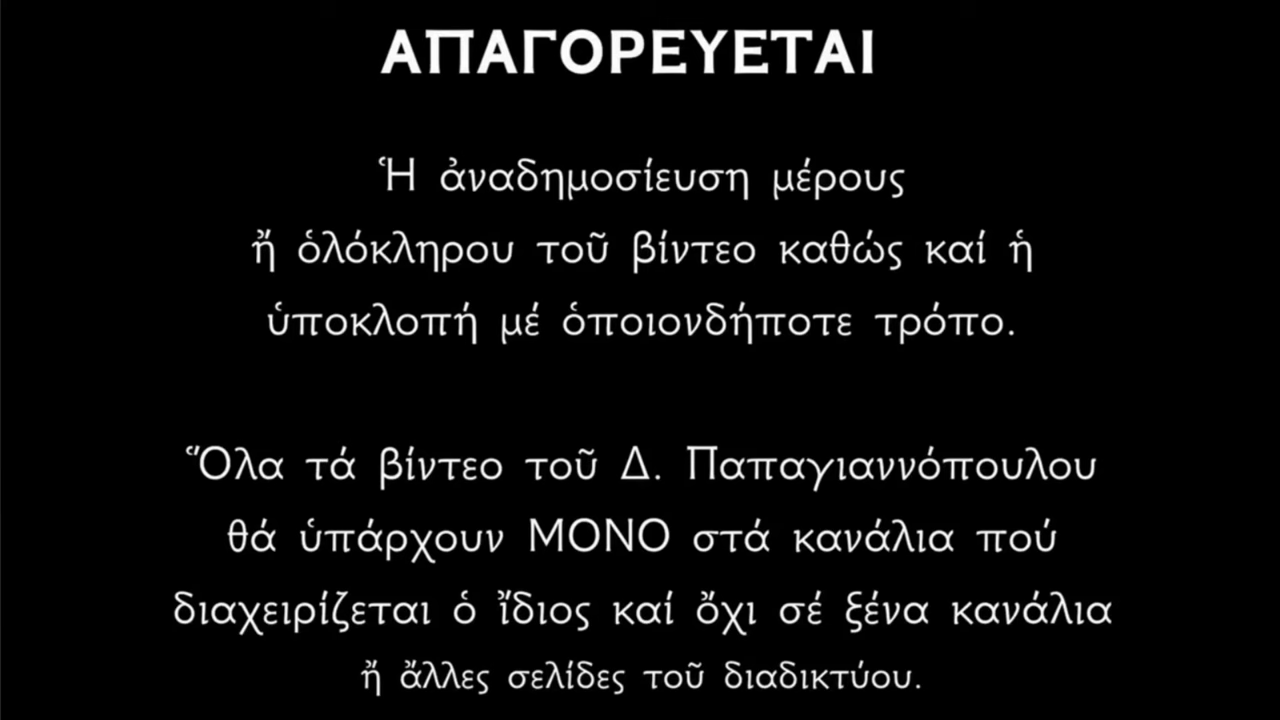 ΑΠΑΓΟΡΕΥΕΤΑΙ
Ἡ ἀναδημοσίευση μέρους
ἤ ὁλόκληρου τοῦ βίντεο καθώς καί ἡ
ὑποκλοπή μέ ὁποιονδήποτε τρόπο.
Ὅλα τά βίντεο τοῦ Δ. Παπαγιαννόπουλου
θά ὑπάρχουν ΜΟΝΟ στά κανάλια πού
διαχειρίζεται ὁ ἴδιος καί ὄχι σέ ξένα κανάλια
ἤ ἄλλες σελίδες τοῦ διαδικτύου.